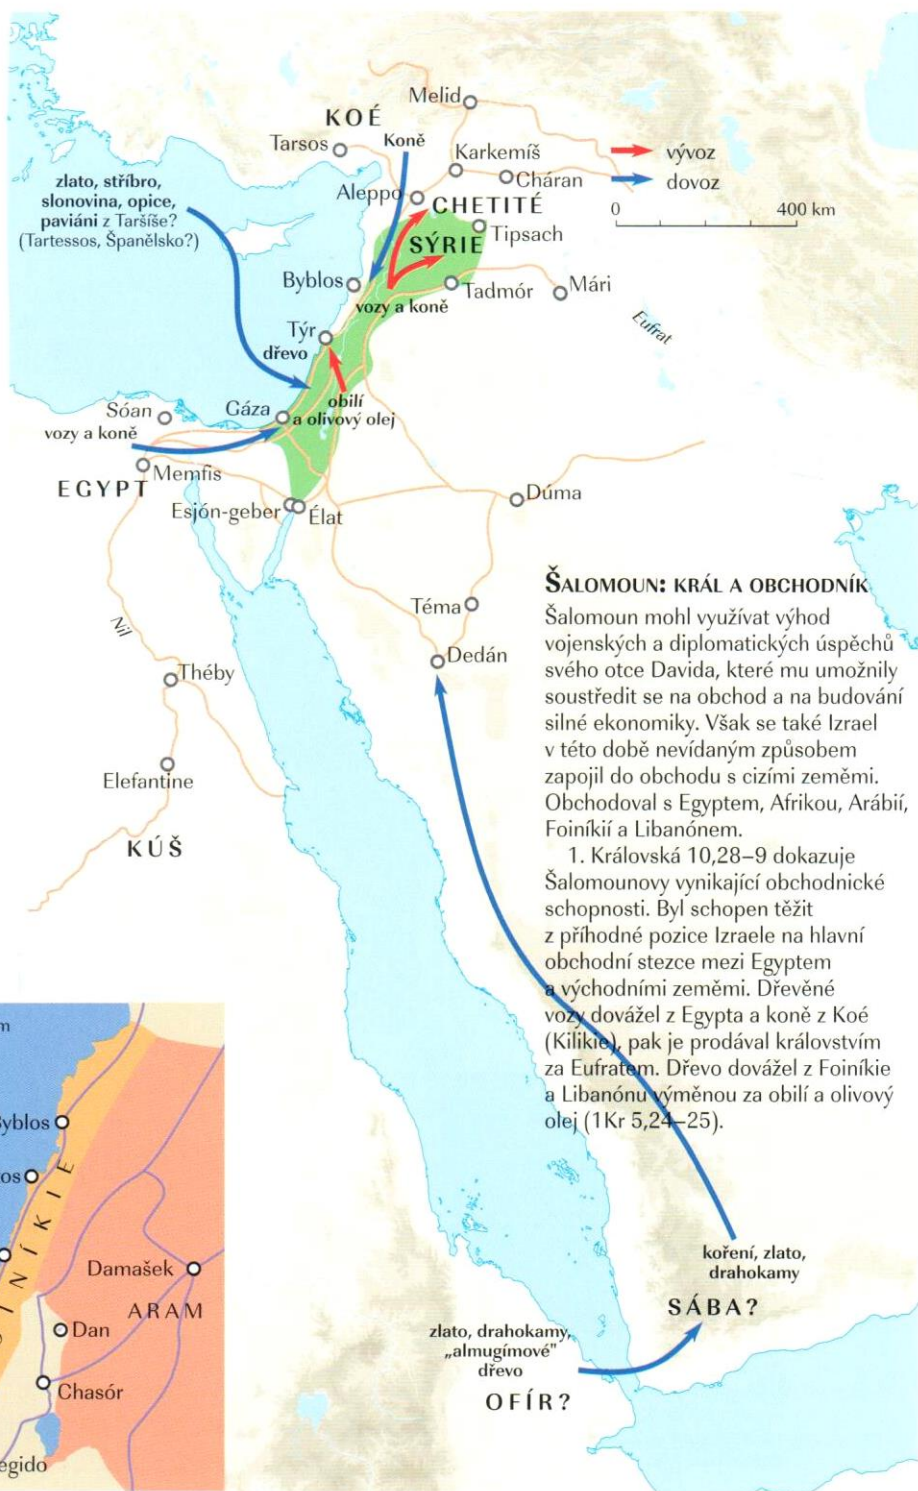 Melid
KOÉ
Tarsos
Koně
Karkemíš
vývoz
Cháran
dovoz
zlato, stříbro,
slonovina, opice,
paviáni z Taršíše?
(Tartessos, Španělsko?)
Aleppo
CHETITÉ
0
400 km
SÝRIE
Tipsach
Byblos
Tadmór
Mári
vozy a koně
Eufrat
Týr
dřevo
obilí
a olivový olej
Sóan
Gáza
vozy a koně
Memfis
EGYPT
Esjón-geber
Élat
Dúma
Téma
Dedán
Nil
Théby
Elefantine
KÚŠ
ŠALOMOUN: KRÁL A OBCHODNÍK
Šalomoun mohl využívat výhod
vojenských a diplomatických úspěchů
svého otce Davida, které mu umožnily
soustředit se na obchod a na budování
silné ekonomiky. Však se také Izrael
v této době nevídaným způsobem
zapojil do obchodu s cizími zeměmi.
Obchodoval s Egyptem, Afrikou, Arábií,
Foiníkií a Libanónem.
1. Královská 10,28–9 dokazuje
Šalomounovy vynikající obchodnické
schopnosti. Byl schopen těžit
z příhodné pozice Izraele na hlavní
obchodní stezce mezi Egyptem
a východními zeměmi. Dřevěné
vozy dovážel z Egypta a koně z Koé
(Kilikie), pak je prodával královstvím
za Eufratem. Dřevo dovážel z Foiníkie
a Libanónu výměnou za obilí a olivový
olej (1Kr 5,24–25).
koření, zlato,
drahokamy
SÁBA?
zlato, drahokamy,
„almugímové"
dřevo
OFÍR?
m
Byblos
os
INÍKIE
Damašek
ARAM
Dan
Chasór
egido